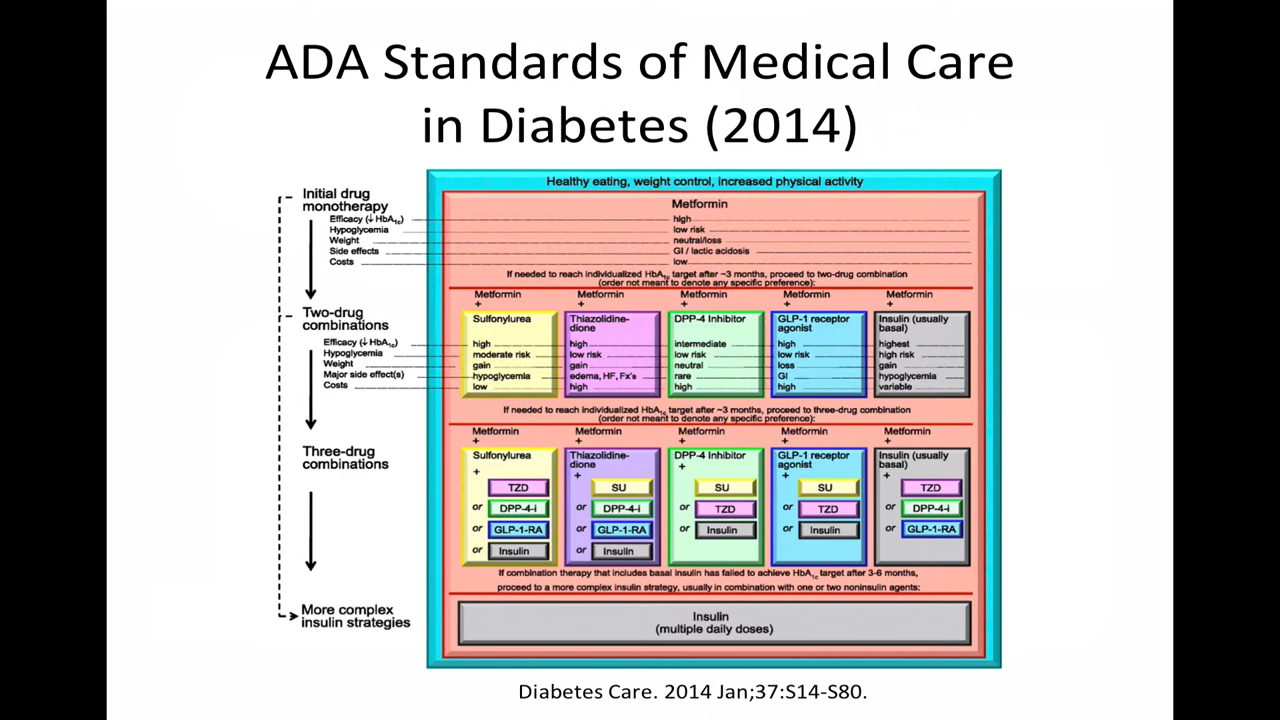 ADA Standards of Medical Care
in Diabetes (2014)
Healthy eating, weight control, increased physical activity
Initial drug
monotherapy
Metformin
Efficacy (↓ HbA1c) high
Hypoglycemia low risk
Weight neutral/loss
Side effects GI / lactic acidosis
Costs low
If needed to reach individualized HbA1c target after ~3 months, proceed to two-drug combination
(order not meant to denote any specific preference):
Metformin Metformin Metformin Metformin Metformin
+ + + + +
Two-drug
combinations
Sulfonylurea Thiazolidine- DPP-4 Inhibitor GLP-1 receptor Insulin (usually
dione agonist basal)
Efficacy (↓ HbA1c) high high intermediate high highest
Hypoglycemia moderate risk low risk low risk low risk high risk
Weight gain gain neutral loss gain
Major side effect(s) hypoglycemia edema, HF, Fx's rare GI hypoglycemia
Costs low high high high variable
If needed to reach individualized HbA1c target after ~3 months, proceed to three-drug combination
(order not meant to denote any specific preference):
Metformin Metformin Metformin Metformin Metformin
+ + + + +
Three-drug
combinations
Sulfonylurea Thiazolidine- DPP-4 Inhibitor GLP-1 receptor Insulin (usually
dione agonist basal)
+ + + + +
TZD SU SU SU TZD
or DPP-4-i or DPP-4-i or TZD or TZD or DPP-4-i
or GLP-1-RA or GLP-1-RA or Insulin or Insulin or GLP-1-RA
or Insulin or Insulin
If combination therapy that includes basal insulin has failed to achieve HbA1c target after 3-6 months,
proceed to a more complex insulin strategy, usually in combination with one or two noninsulin agents:
More complex
insulin strategies
Insulin
(multiple daily doses)
Diabetes Care. 2014 Jan;37:S14-S80.